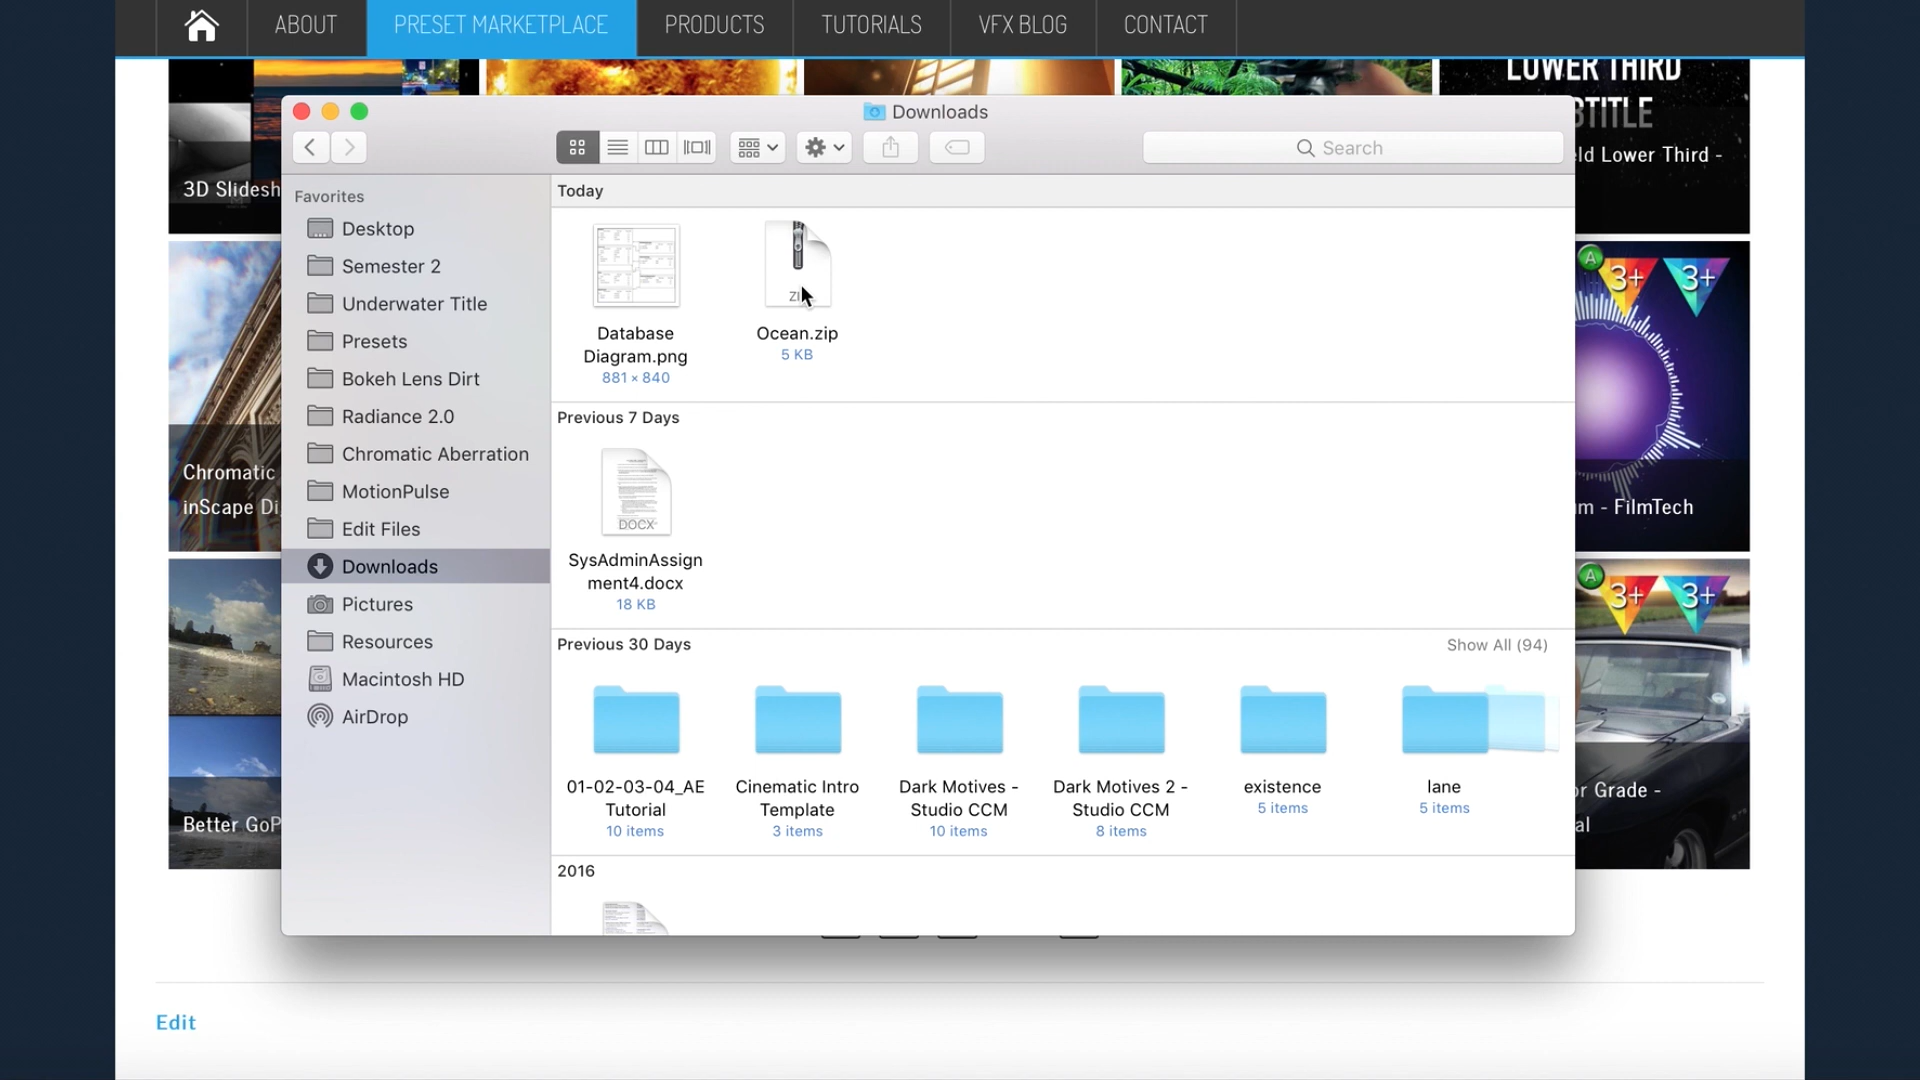 ABOUT
PRESET MARKETPLACE
PRODUCTS
TUTORIALS
VFX BLOG
CONTACT
LOWER THIRD
BTITLE
eld Lower Third -
3D Slidesh
Downloads
Search
Favorites
Desktop
Semester 2
Underwater Title
Presets
Bokeh Lens Dirt
Radiance 2.0
Chromatic Aberration
MotionPulse
Edit Files
Downloads
Pictures
Resources
Macintosh HD
AirDrop
Today
Database
Diagram.png
881 × 840
Ocean.zip
5 KB
Previous 7 Days
DOCX
SysAdminAssign
ment4.docx
18 KB
Previous 30 Days
Show All (94)
01-02-03-04_AE
Tutorial
10 items
Cinematic Intro
Template
3 items
Dark Motives -
Studio CCM
10 items
Dark Motives 2 -
Studio CCM
8 items
existence
5 items
lane
5 items
2016
Chromatic
inScape Di
A
3+
3+
m - FilmTech
A
3+
3+
or Grade -
al
Better GoP
Edit